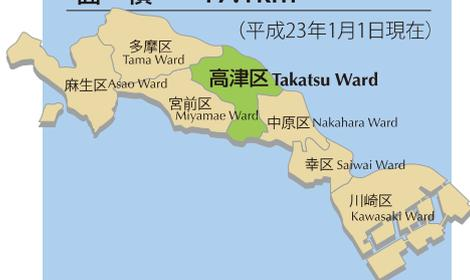 (平成23年1月1日現在)
多摩区
Tama Ward
高津区 Takatsu Ward
麻生区 Asao Ward
宮前区
Miyamae Ward
中原区 Nakahara Ward
幸区 Saiwai Ward
川崎区
Kawasaki Ward